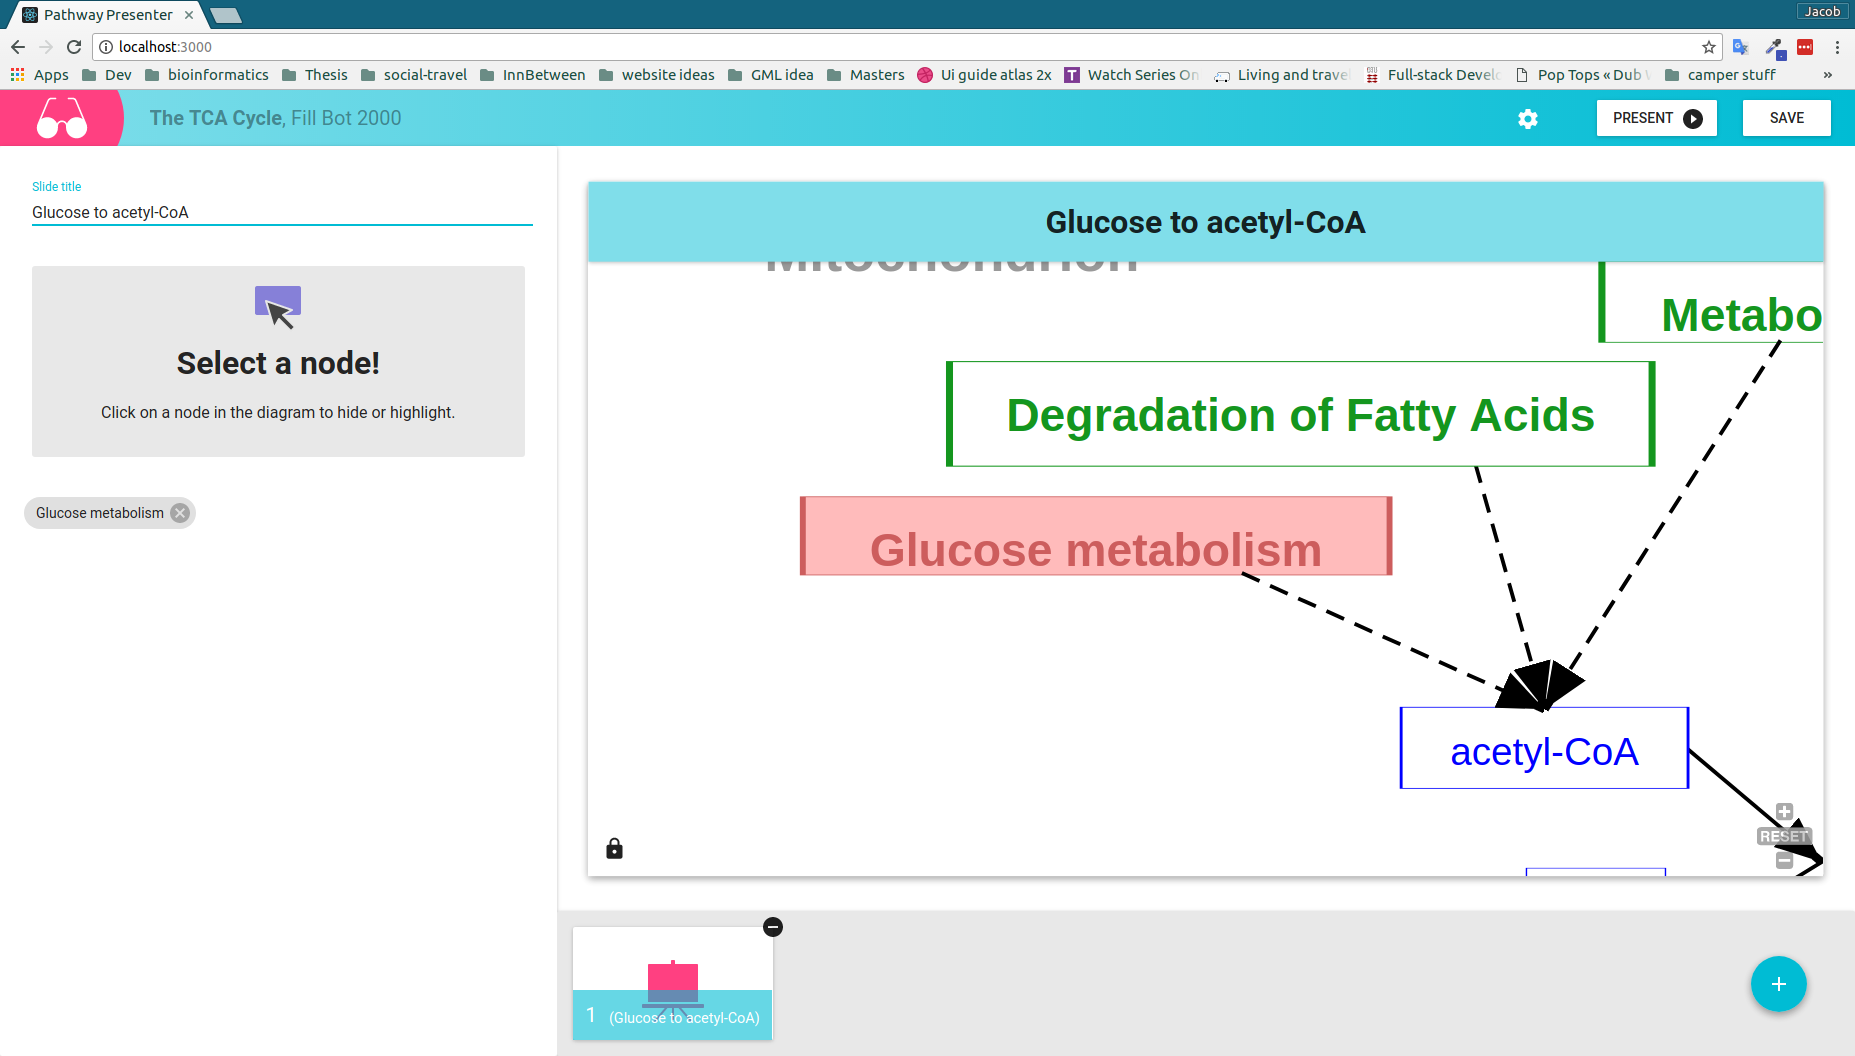 Pathway Presenter
Jacob
localhost:3000
Apps Dev bioinformatics Thesis social-travel InnBetween website ideas GML idea Masters Ui guide atlas 2x Watch Series On Living and trave Full-stack Develo Pop Tops « Dub camper stuff »
The TCA Cycle, Fill Bot 2000
PRESENT
SAVE
Slide title
Glucose to acetyl-CoA
Select a node!
Click on a node in the diagram to hide or highlight.
Glucose metabolism
Glucose to acetyl-CoA
Mitochondrion
Metabo
Degradation of Fatty Acids
Glucose metabolism
acetyl-CoA
RESET
1 (Glucose to acetyl-CoA)